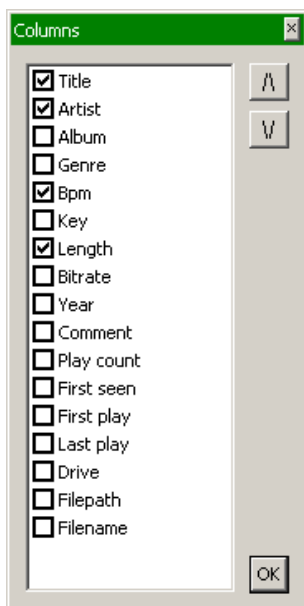 Columns
Title
Artist
Album
Genre
Bpm
Key
Length
Bitrate
Year
Comment
Play count
First seen
First play
Last play
Drive
Filepath
Filename
/\
\/
OK